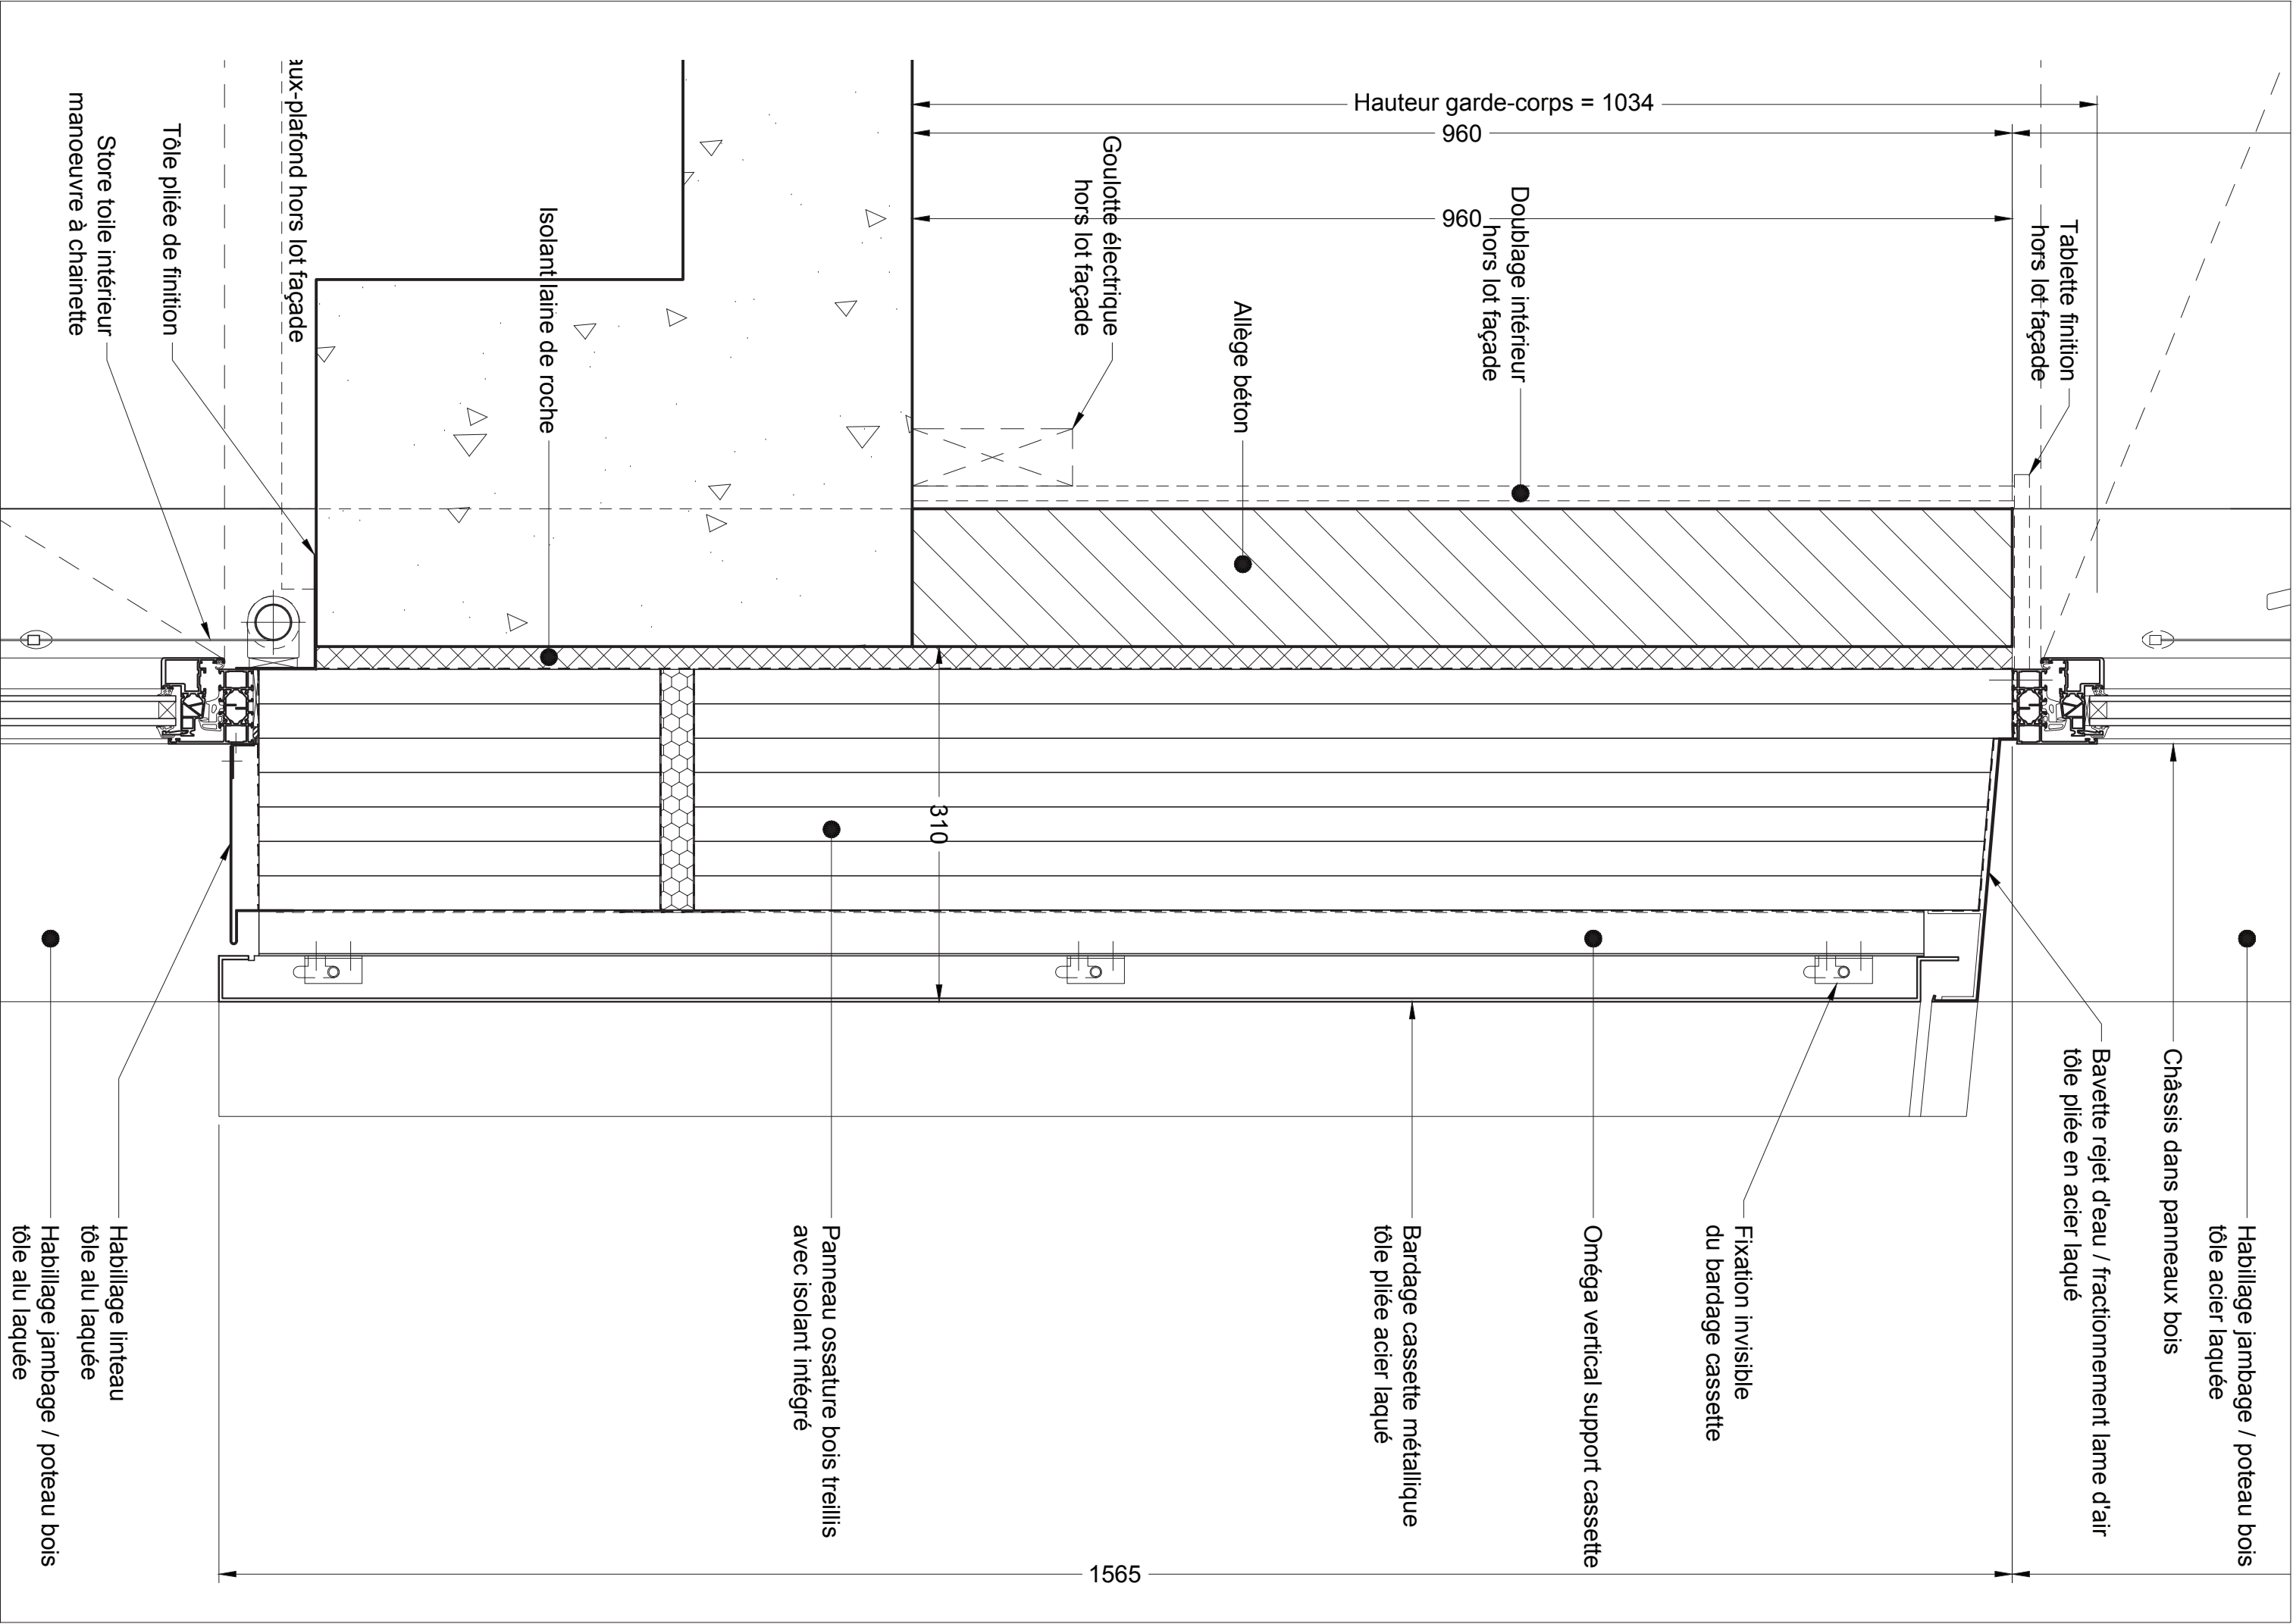 Hauteur garde-corps = 1034
960
960
Tablette finition
hors lot façade
Doublage intérieur
hors lot façade
Allège béton
Goulotte électrique
hors lot façade
Isolant laine de roche
aux-plafond hors lot façade
Tôle pliée de finition
Store toile intérieur
manoeuvre à chainette
310
Habillage jambage / poteau bois
tôle acier laquée
Châssis dans panneaux bois
Bavette rejet d'eau / fractionnement lame d'air
tôle pliée en acier laqué
Fixation invisible
du bardage cassette
Oméga vertical support cassette
Bardage cassette métallique
tôle pliée acier laqué
Panneau ossature bois treillis
avec isolant intégré
Habillage linteau
tôle alu laquée
Habillage jambage / poteau bois
tôle alu laquée
1565